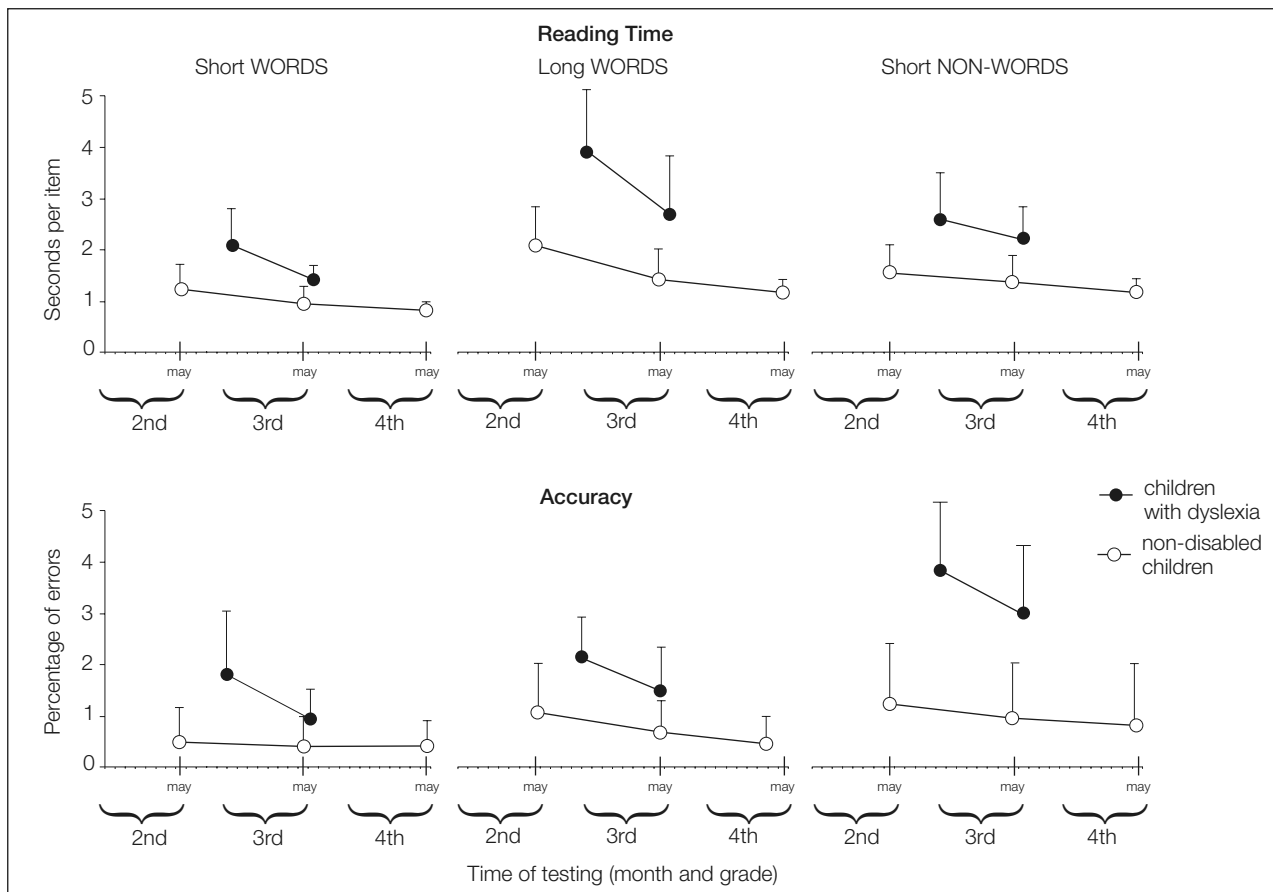 Reading Time
Short WORDS Long WORDS Short NON-WORDS
Seconds per item
5
4
3
2
1
0
may may may may may may may may may
2nd 3rd 4th 2nd 3rd 4th 2nd 3rd 4th
Accuracy
Percentage of errors
5
4
3
2
1
0
children
with dyslexia
non-disabled
children
may may may may may may may may may
2nd 3rd 4th 2nd 3rd 4th 2nd 3rd 4th
Time of testing (month and grade)